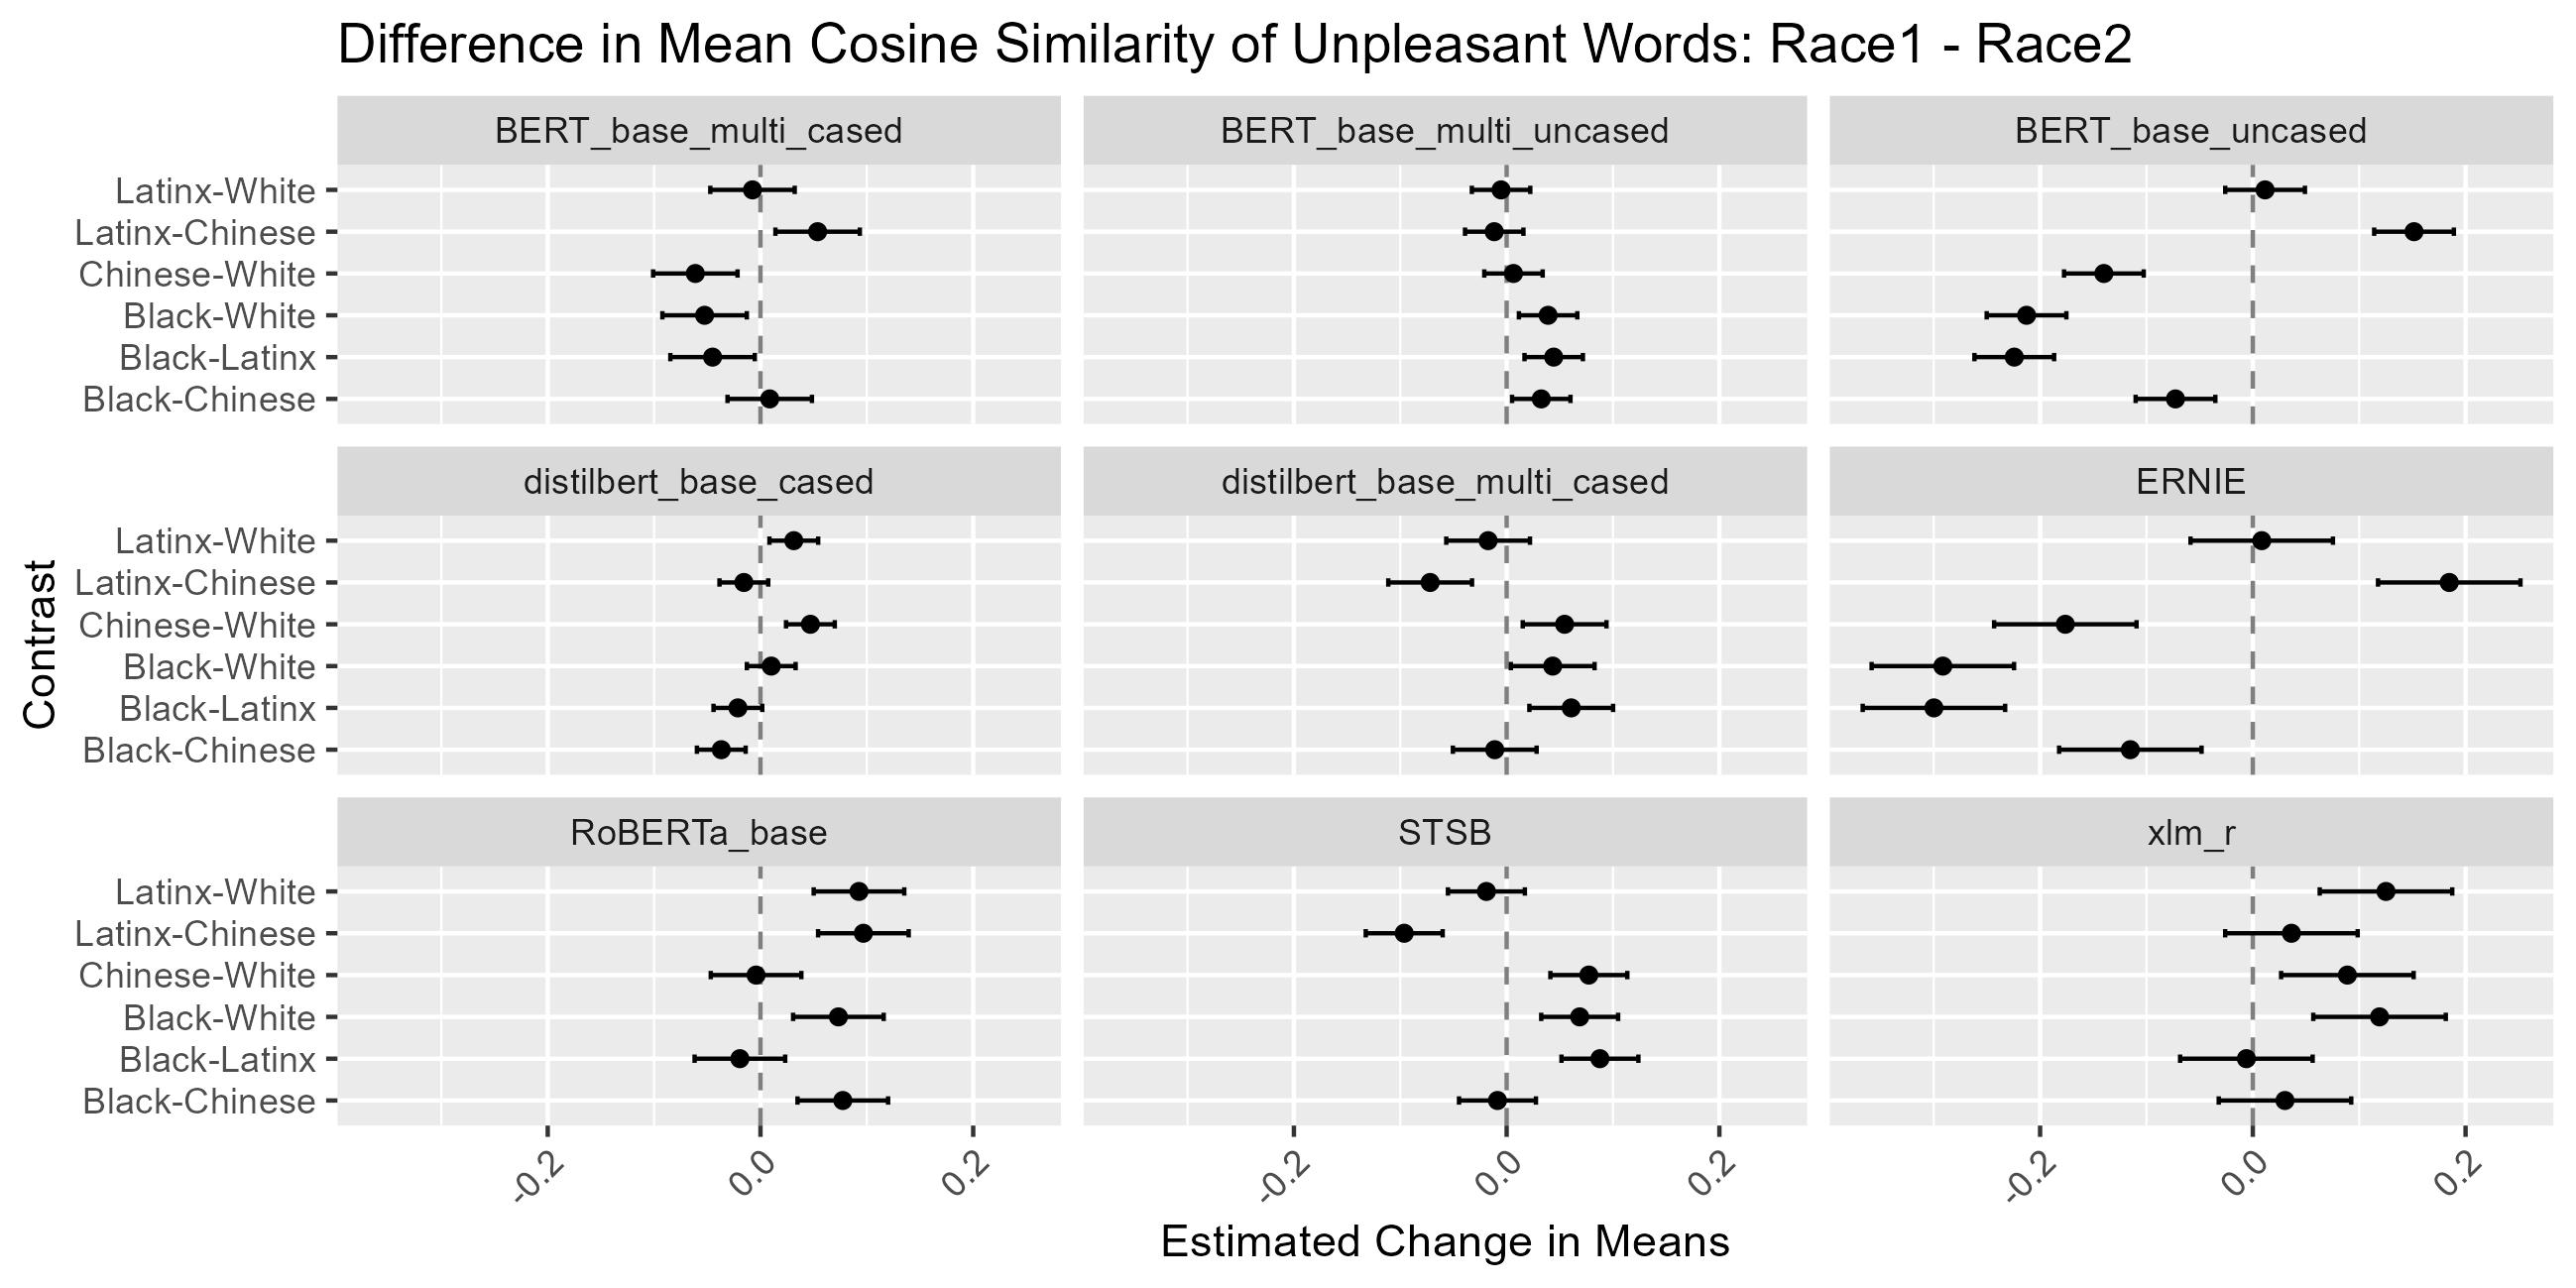 Difference in Mean Cosine Similarity of Unpleasant Words: Race1 - Race2
BERT_base_multi_cased
BERT_base_multi_uncased
BERT_base_uncased
Latinx-White
Latinx-Chinese
Chinese-White
Black-White
Black-Latinx
Black-Chinese
distilbert_base_cased
distilbert_base_multi_cased
ERNIE
Latinx-White
Latinx-Chinese
Chinese-White
Black-White
Black-Latinx
Black-Chinese
Contrast
RoBERTa_base
STSB
xlm_r
Latinx-White
Latinx-Chinese
Chinese-White
Black-White
Black-Latinx
Black-Chinese
-0.2 0.0 0.2
-0.2 0.0 0.2
-0.2 0.0 0.2
Estimated Change in Means